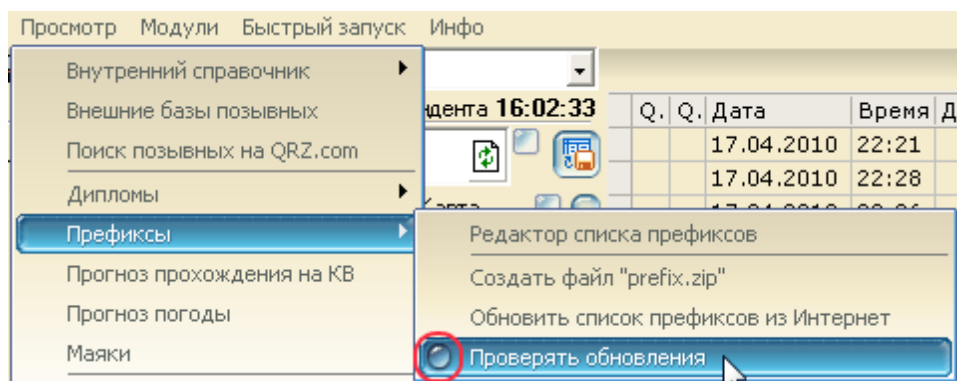 Просмотр Модули Быстрый запуск Инфо
Внутренний справочник
Внешние базы позывных
Поиск позывных на QRZ.com
Дипломы
Префиксы
Прогноз прохождения на КВ
Прогноз погоды
Маяки
16:02:33
Q. Q. Дата Время Д
17.04.2010 22:21
17.04.2010 22:28
Редактор списка префиксов
Создать файл "prefix.zip"
Обновить список префиксов из Интернет
Проверять обновления